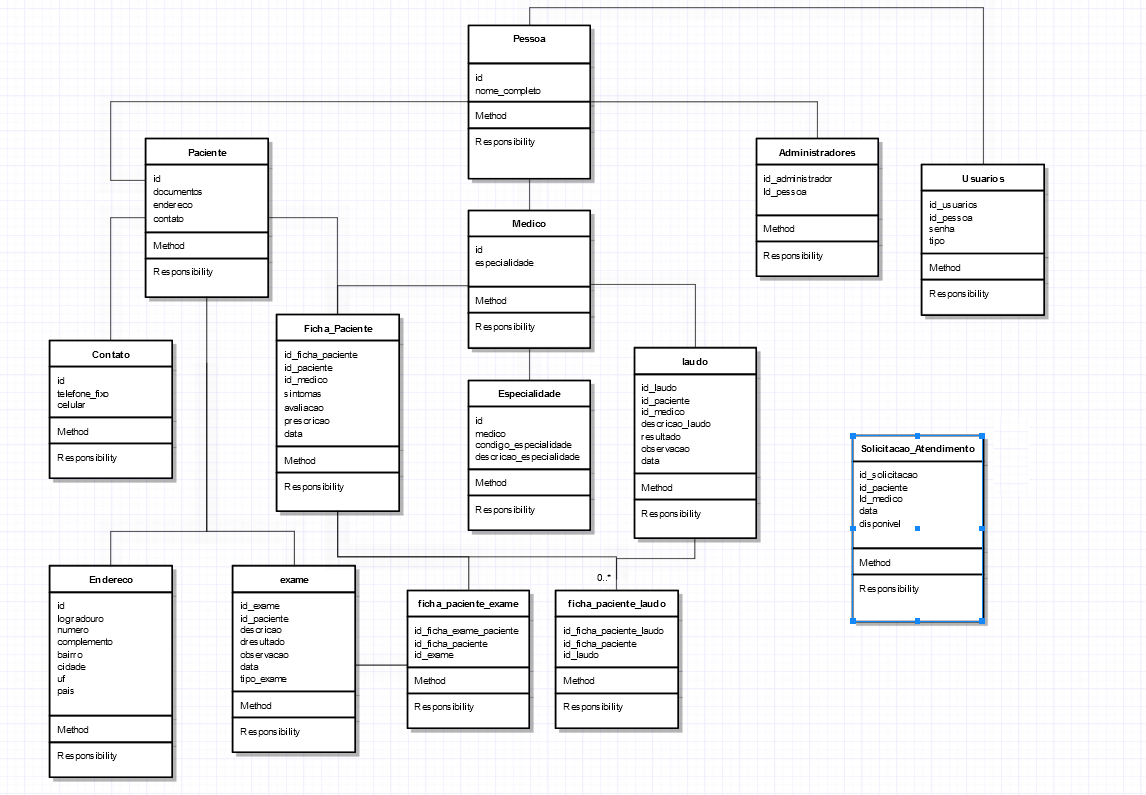 Pessoa
id
nome_completo
Method
Responsibility
Paciente
id
documentos
endereco
contato
Method
Responsibility
Administradores
id_administrador
Id_pessoa
Method
Responsibility
Usuarios
id_usuarios
id_pessoa
senha
tipo
Method
Responsibility
Medico
id
especialidade
Method
Responsibility
Contato
id
telefone_fixo
celular
Method
Responsibility
Ficha_Paciente
id_ficha_paciente
id_paciente
id_medico
sintomas
avaliacao
prescricao
data
Method
Responsibility
Especialidade
id
medico
condigo_especialidade
descricao_especialidade
Method
Responsibility
laudo
id_laudo
id_paciente
id_medico
descricao_laudo
resultado
observacao
data
Method
Responsibility
Solicitacao_Atendimento
id_solicitacao
id_paciente
Id_medico
data
disponivel
Method
Responsibility
Endereco
id
logradouro
numero
complemento
bairro
cidade
uf
pais
Method
Responsibility
exame
id_exame
id_paciente
descricao
dresultado
observacao
data
tipo_exame
Method
Responsibility
ficha_paciente_exame
id_ficha_exame_paciente
id_ficha_paciente
id_exame
Method
Responsibility
0..*
ficha_paciente_laudo
id_ficha_paciente_laudo
id_ficha_paciente
id_laudo
Method
Responsibility